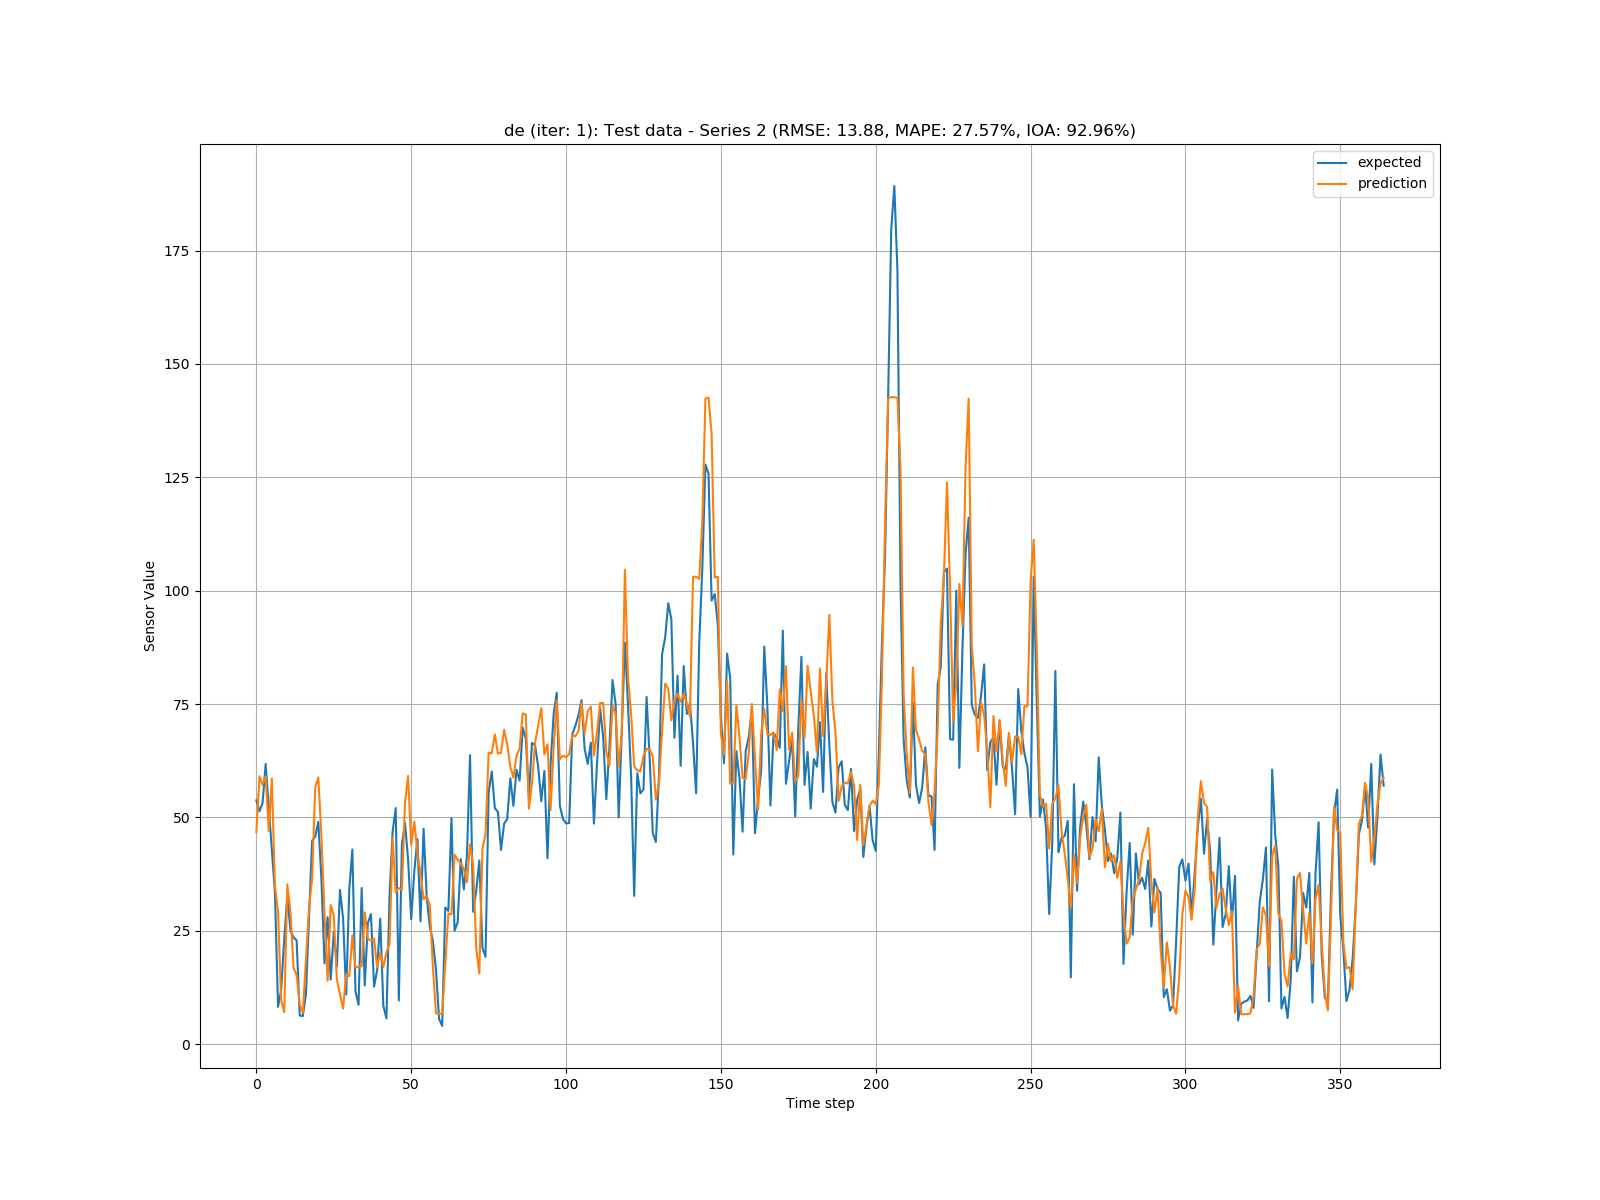 de (iter: 1): Test data - Series 2 (RMSE: 13.88, MAPE: 27.57%, IOA: 92.96%)
expected
prediction
175
150
125
100
75
50
25
0
Sensor Value
0 50 100 150 200 250 300 350
Time step